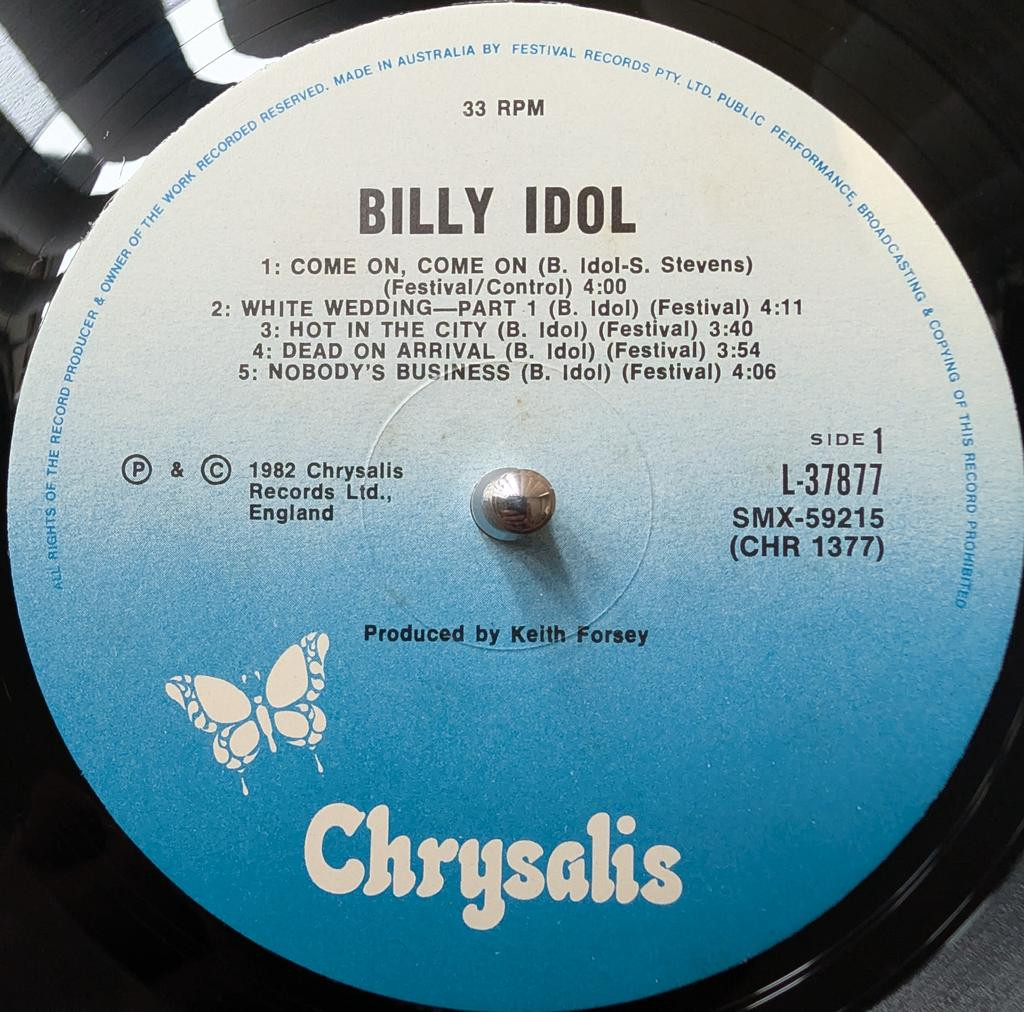 ALL RIGHTS OF THE RECORD PRODUCER & OWNER OF THE WORK RECORDED RESERVED. MADE IN AUSTRALIA BY FESTIVAL RECORDS PTY. LTD. PUBLIC PERFORMANCE, BROADCASTING & COPYING OF THIS RECORD PROHIBITED
33 RPM
BILLY IDOL
1: COME ON, COME ON (B. Idol-S. Stevens)
(Festival/Control) 4:00
2: WHITE WEDDING—PART 1 (B. Idol) (Festival) 4:11
3: HOT IN THE CITY (B. Idol) (Festival) 3:40
4: DEAD ON ARRIVAL (B. Idol) (Festival) 3:54
5: NOBODY'S BUSINESS (B. Idol) (Festival) 4:06
SIDE 1
L-37877
SMX-59215
(CHR 1377)
Ⓟ & Ⓒ 1982 Chrysalis
Records Ltd.,
England
Produced by Keith Forsey
Chrysalis